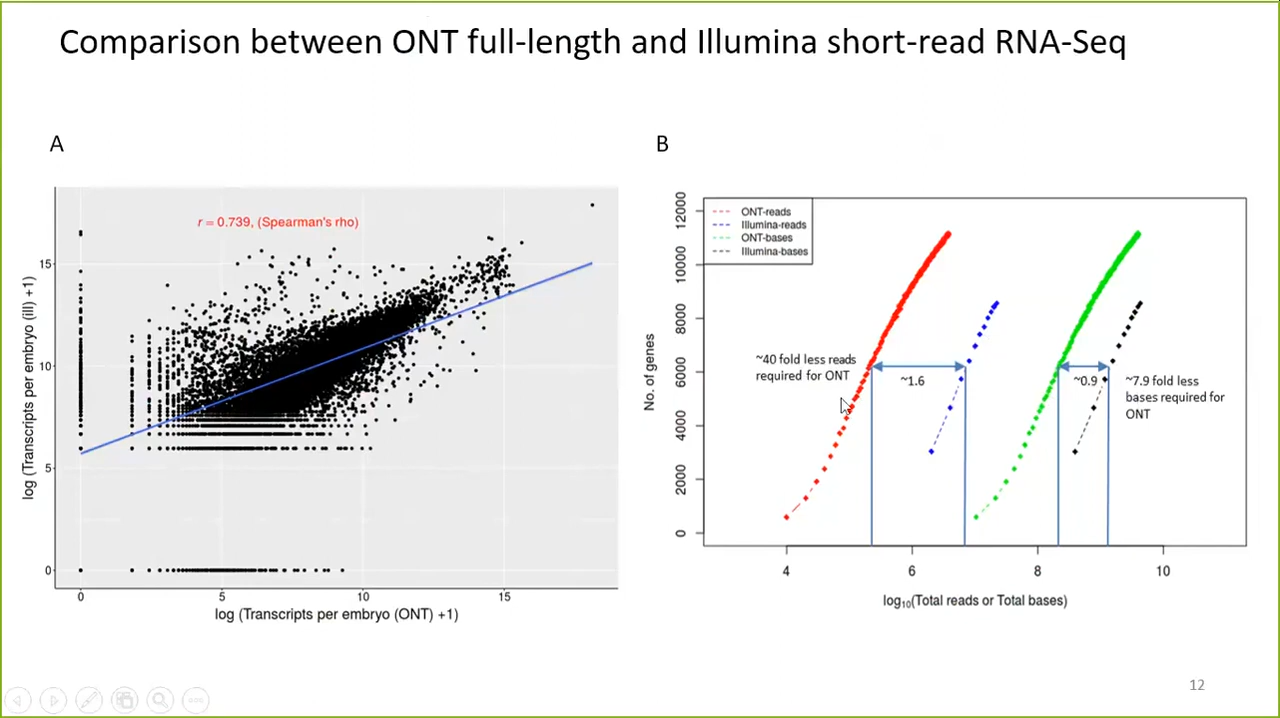 Comparison between ONT full-length and Illumina short-read RNA-Seq
A
r = 0.739, (Spearman's rho)
log (Transcripts per embryo (ill) +1)
15
10
5
0
0
5
10
15
log (Transcripts per embryo (ONT) +1)
B
ONT-reads
Illumina-reads
ONT-bases
Illumina-bases
No. of genes
12000
10000
8000
6000
4000
2000
0
~40 fold less reads
required for ONT
~1.6
~0.9
~7.9 fold less
bases required for
ONT
4
6
8
10
log₁₀(Total reads or Total bases)
12